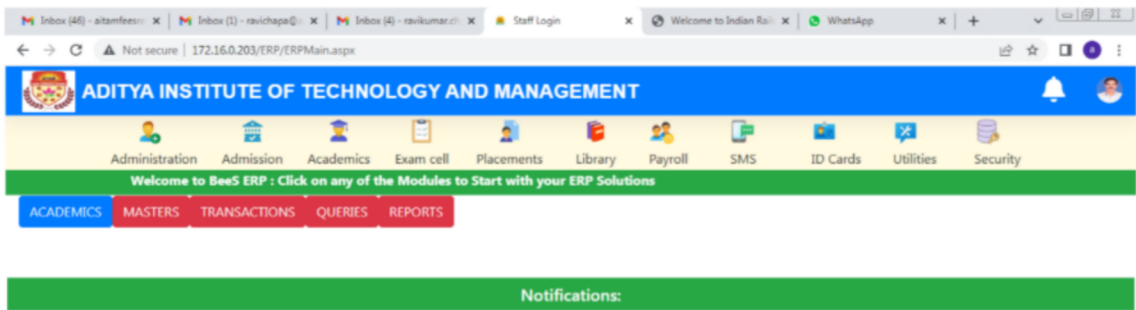 Inbox (46) - aitamfeesr
Inbox (1) - ravichapa@
Inbox (4) - ravikumar.ch
Staff Login
Welcome to Indian Rail
WhatsApp
Not secure | 172.16.0.203/ERP/ERPMain.aspx
a
ADITYA INSTITUTE OF TECHNOLOGY AND MANAGEMENT
Administration Admission Academics Exam cell Placements Library Payroll SMS ID Cards Utilities Security
Welcome to BeeS ERP : Click on any of the Modules to Start with your ERP Solutions
ACADEMICS MASTERS TRANSACTIONS QUERIES REPORTS
Notifications: